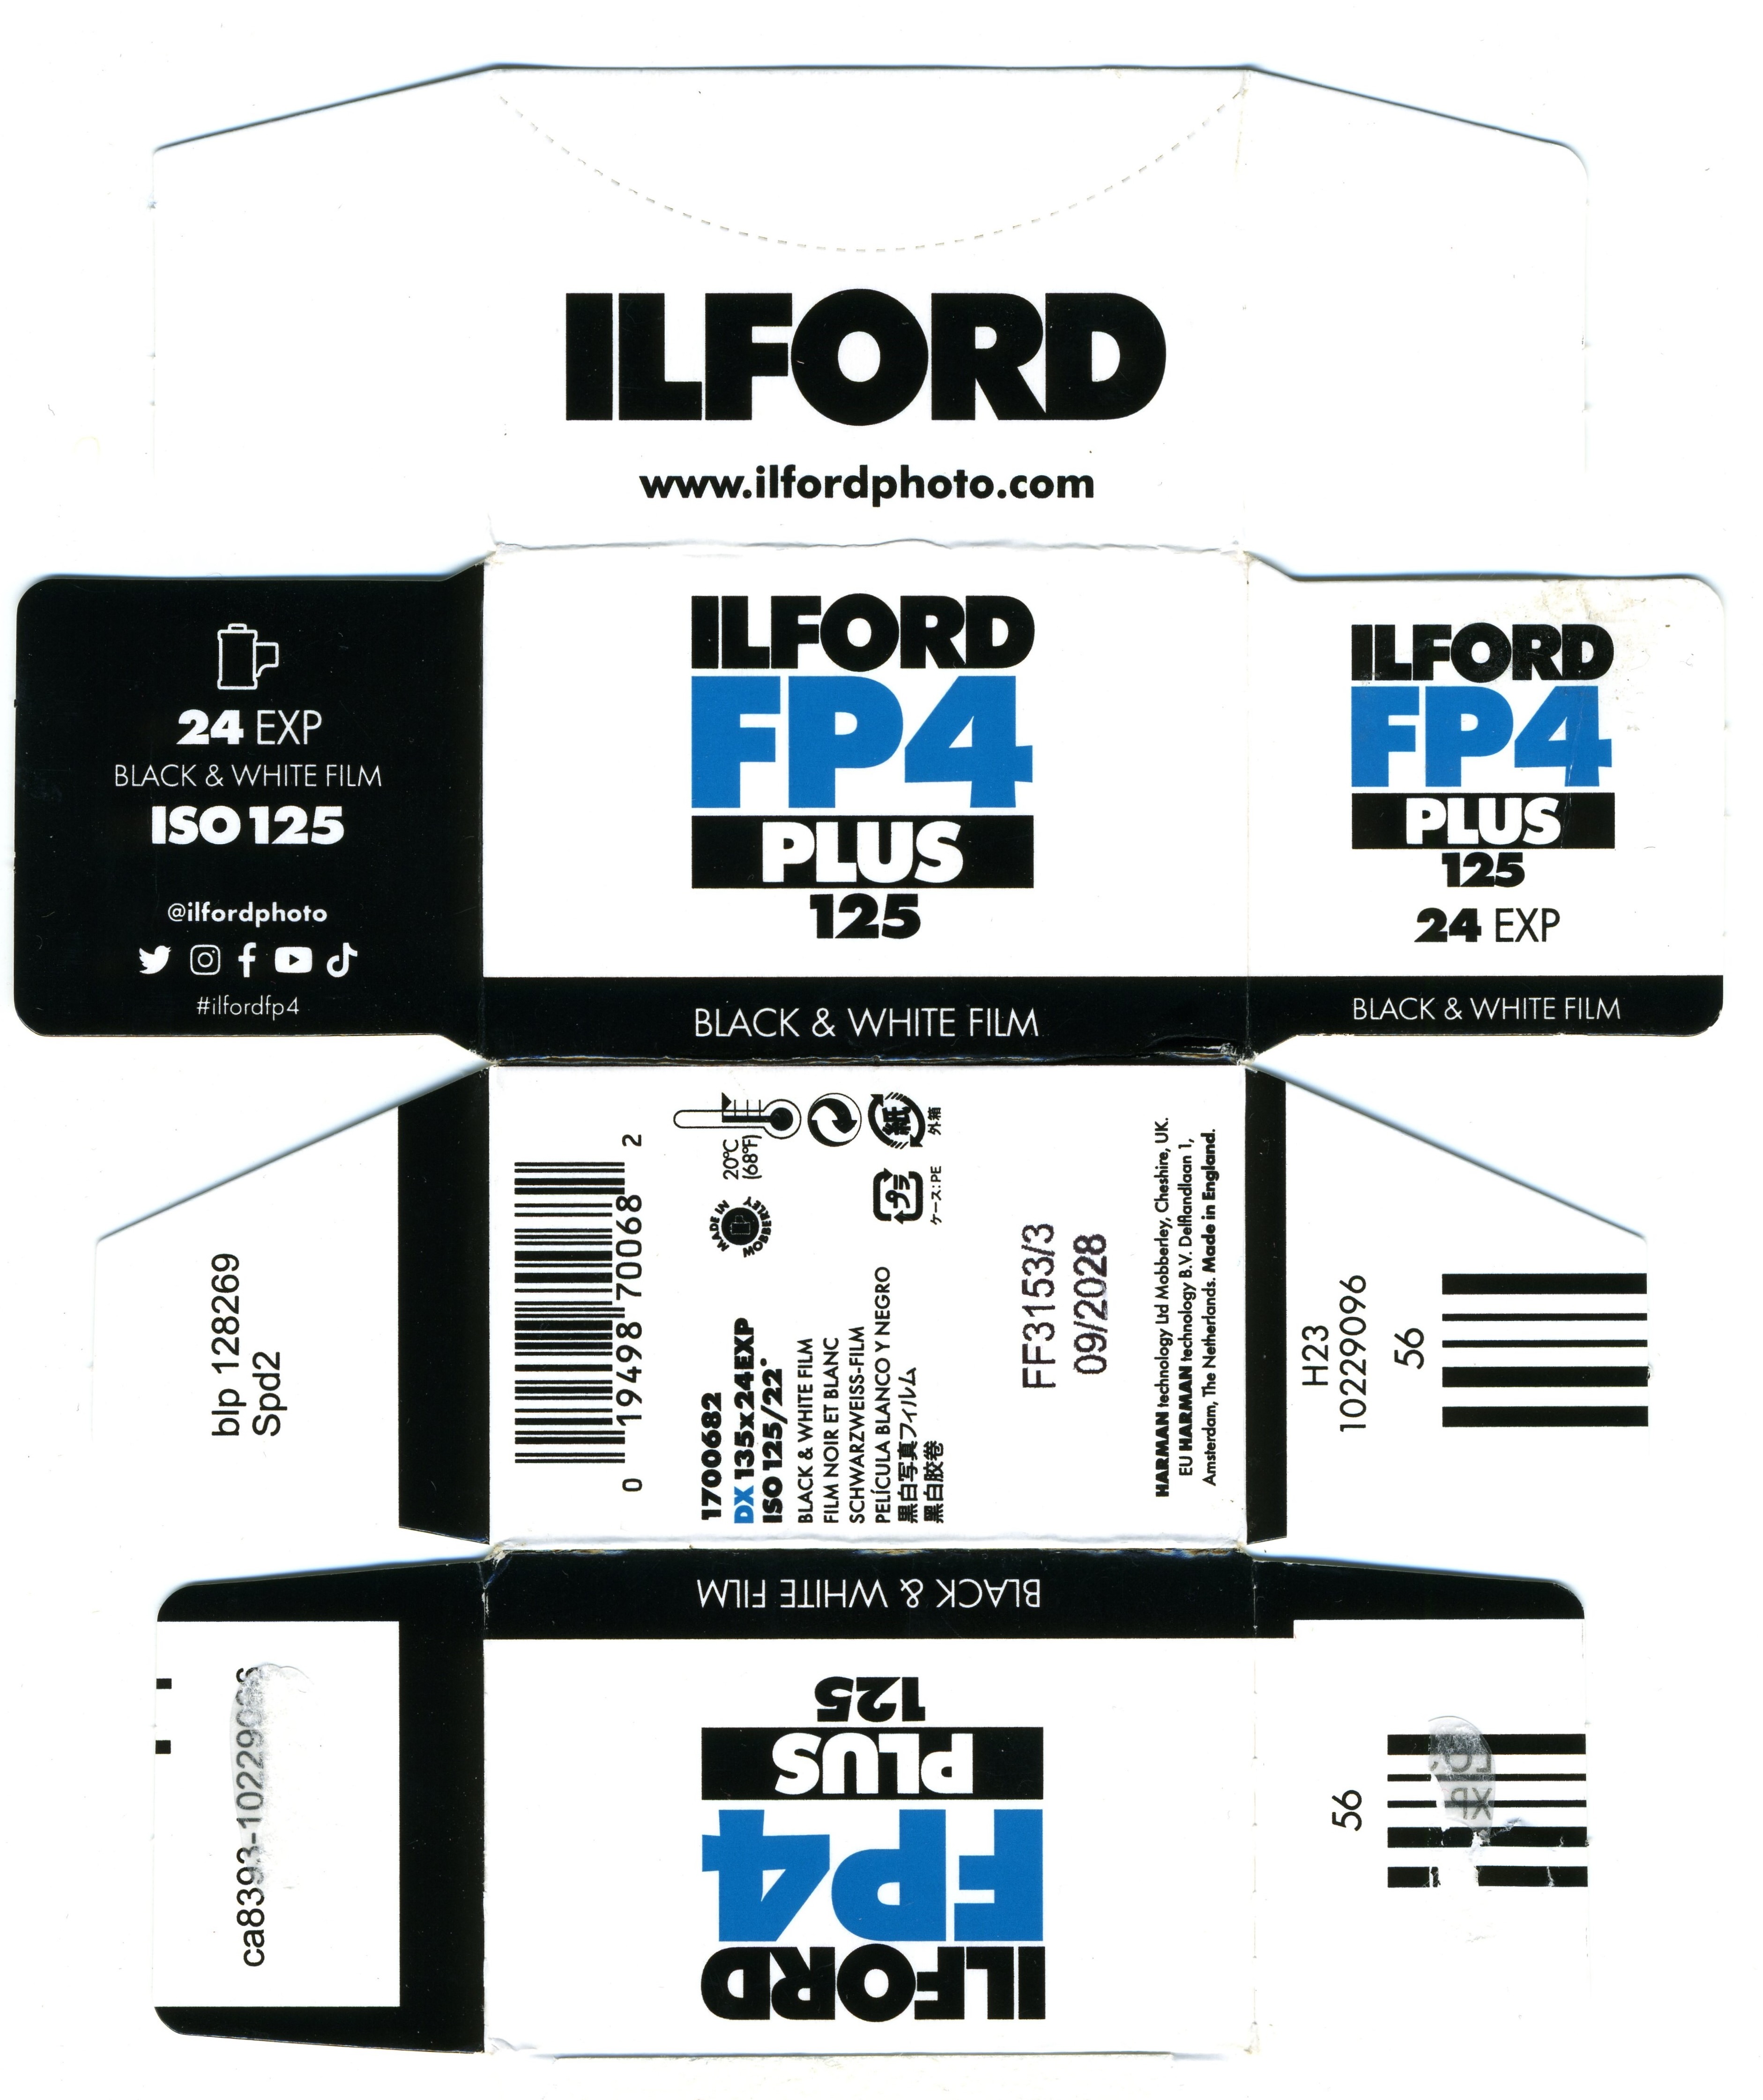 ILFORD
www.ilfordphoto.com
24 EXP
BLACK & WHITE FILM
ISO 125
@ilfordphoto
#ilfordfp4
ILFORD
FP4
PLUS
125
BLACK & WHITE FILM
ILFORD
FP4
PLUS
125
24 EXP
BLACK & WHITE FILM
blp 128269
Spd2
0 19498 70068 2
MADE IN
MOBBERLEY
20°C
(68°F)
紙
外箱
プラ
ケース:PE
1700682
DX 135x24EXP
ISO 125/22°
BLACK & WHITE FILM
FILM NOIR ET BLANC
SCHWARZWEISS-FILM
PELÍCULA BLANCO Y NEGRO
黒白写真フィルム
黑白胶卷
FF3153/3
09/2028
HARMAN technology Ltd Mobberley, Cheshire, UK.
EU HARMAN technology B.V. Delflandlaan 1,
Amsterdam, The Netherlands. Made in England.
H23
10229096
56
BLACK & WHITE FILM
125
PLUS
FP4
ILFORD
ca8393-10229096
56